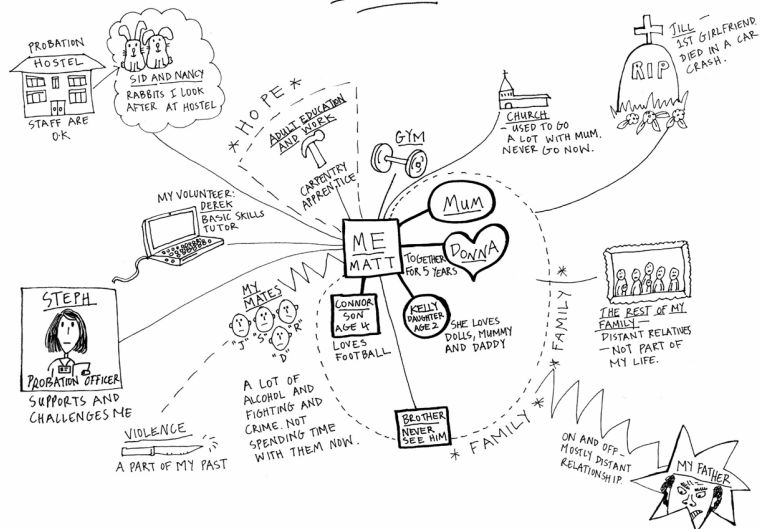 PROBATION
HOSTEL
STAFF ARE
O.K
SID AND NANCY
RABBITS I LOOK
AFTER AT HOSTEL
* HOPE *
ADULT EDUCATION
AND WORK
CARPENTRY
APPRENTICE
GYM
CHURCH
- USED TO GO
A LOT WITH MUM.
NEVER GO NOW.
RIP
JILL -
1ST GIRLFRIEND
DIED IN A CAR
CRASH.
MY VOLUNTEER:
DEREK
BASIC SKILLS
TUTOR
ME
MATT
MUM
DONNA
TOGETHER
FOR 5 YEARS
CONNOR
SON
AGE 4
LOVES
FOOTBALL
KELLY
DAUGHTER
AGE 2
SHE LOVES
DOLLS, MUMMY
AND DADDY
BROTHER
NEVER
SEE HIM
* FAMILY *
* FAMILY *
THE REST OF MY
FAMILY -
DISTANT RELATIVES
- NOT PART OF
MY LIFE.
ON AND OFF -
MOSTLY DISTANT
RELATIONSHIP.
MY FATHER
MY
MATES
"J" "S" "R"
"D"
A LOT OF
ALCOHOL AND
FIGHTING AND
CRIME. NOT
SPENDING TIME
WITH THEM NOW.
STEPH
PROBATION OFFICER
SUPPORTS AND
CHALLENGES ME
VIOLENCE
A PART OF MY PAST